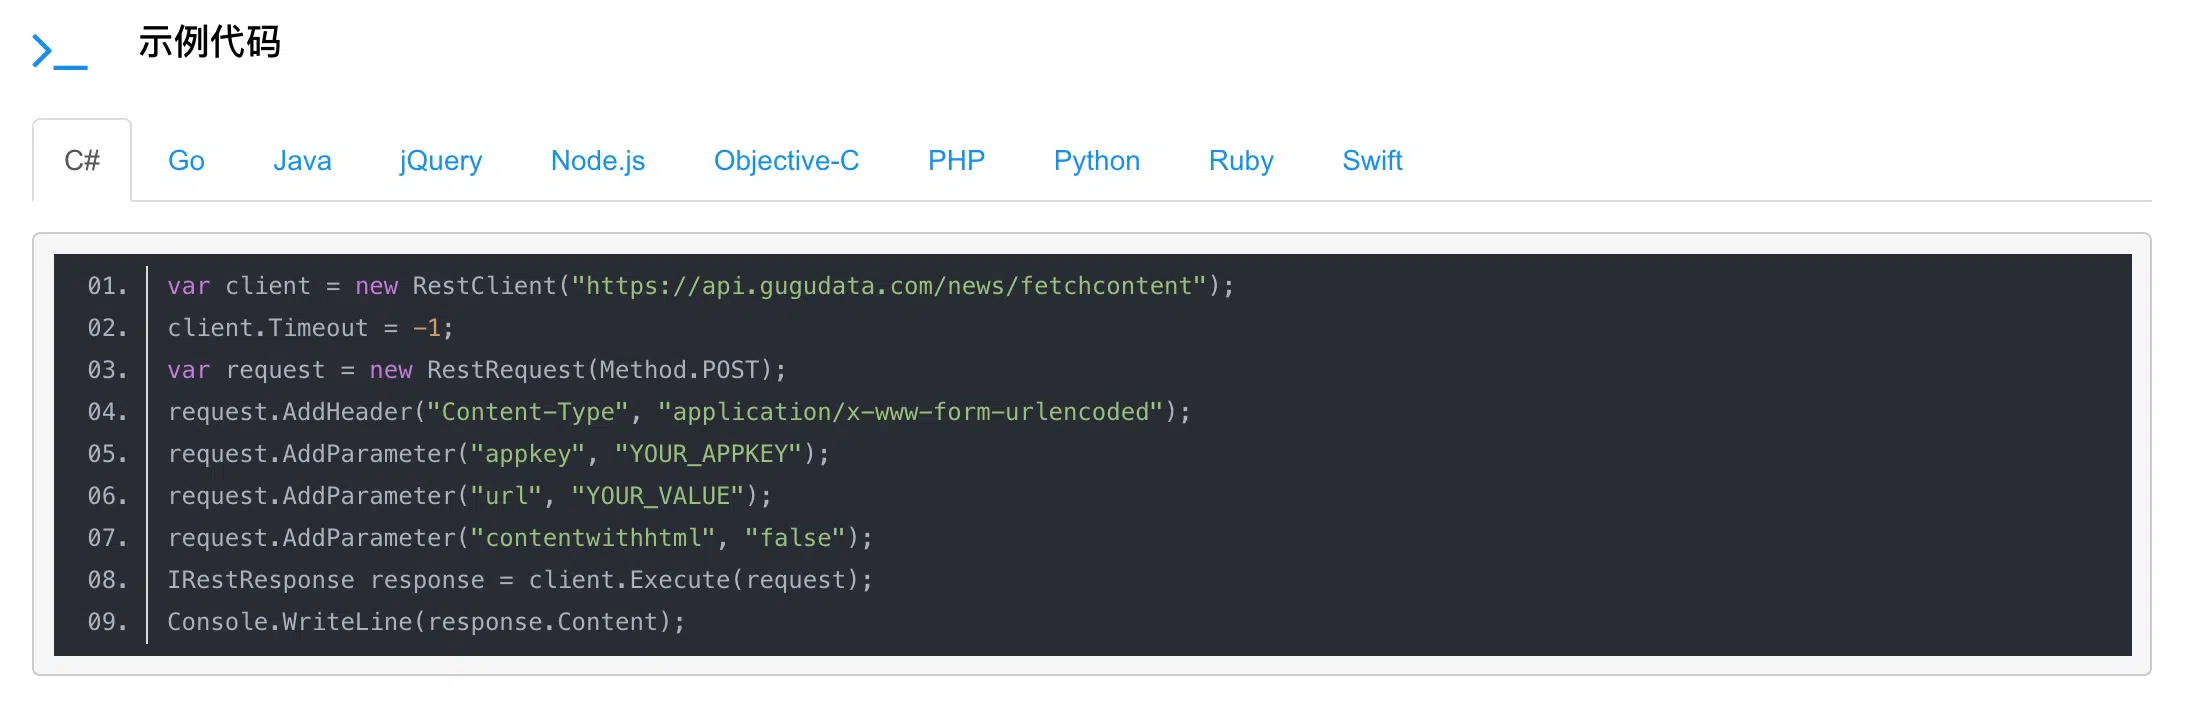 示例代码
C# Go Java jQuery Node.js Objective-C PHP Python Ruby Swift
01. var client = new RestClient("https://api.gugudata.com/news/fetchcontent");
02. client.Timeout = -1;
03. var request = new RestRequest(Method.POST);
04. request.AddHeader("Content-Type", "application/x-www-form-urlencoded");
05. request.AddParameter("appkey", "YOUR_APPKEY");
06. request.AddParameter("url", "YOUR_VALUE");
07. request.AddParameter("contentwithhtml", "false");
08. IRestResponse response = client.Execute(request);
09. Console.WriteLine(response.Content);